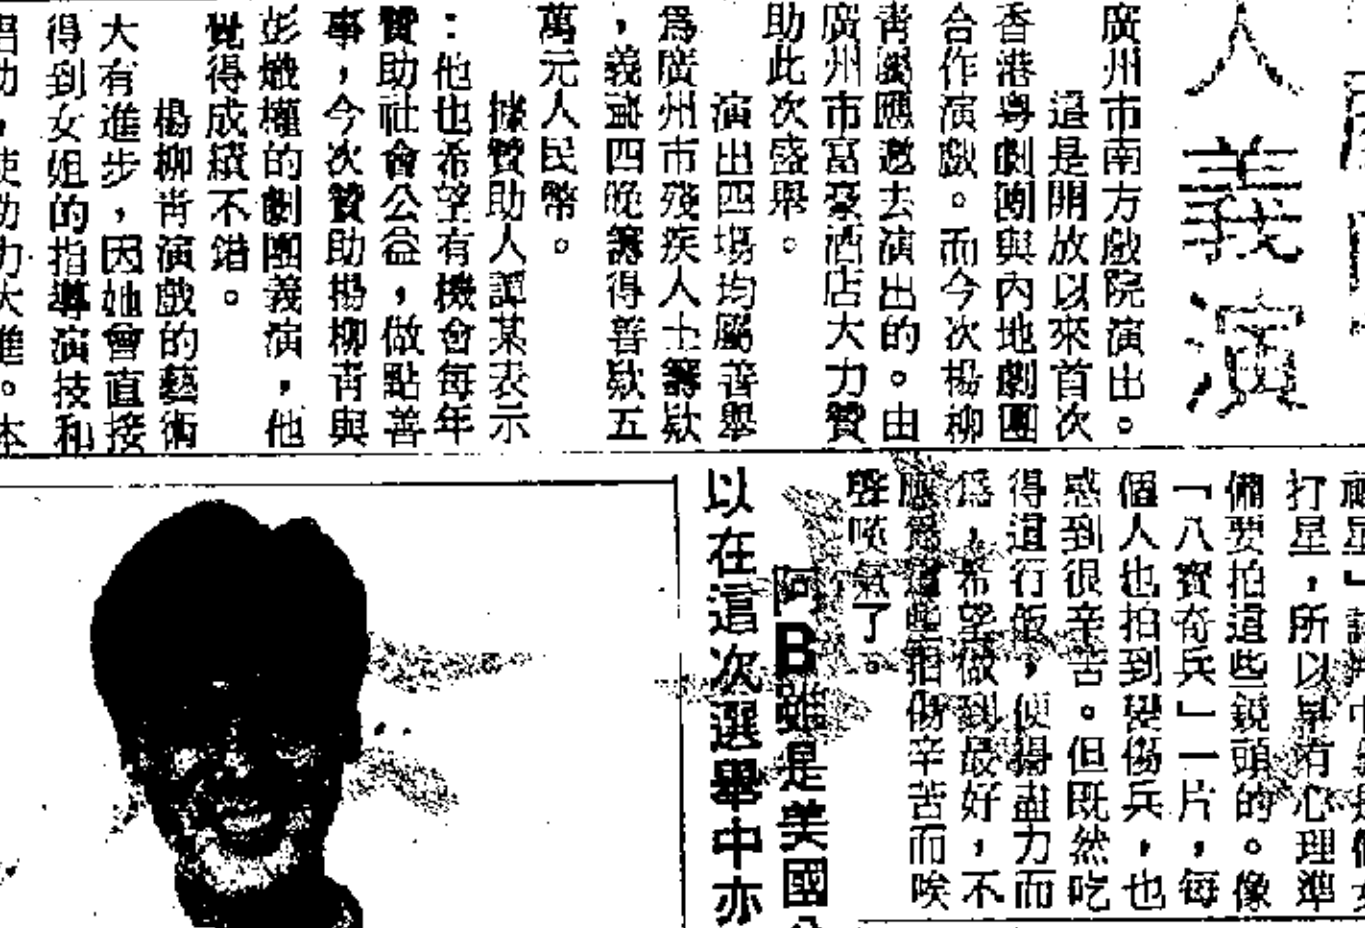 人義演
廣州市南方戲院演出。
這是開放以來首次
香港粤劇團與內地劇團
合作演戲。而今次楊柳
青屬應邀去演出的。由
廣州市富豪酒店大力贊
助此次盛舉。
演出四場均屬善舉
爲廣州市殘疾人士籌款
，義演四晚籌得善款五
萬元人民幣。
據贊助人譚某表示
：他也希望有機會每年
贊助社會公益，做點善
事，今次贊助楊柳青與
彭熾權的劇團義演，他
覺得成績不錯。
楊柳青演戲的藝術
大有進步，因她會直接
得到女姐的指導演技和
打星，所以早有心理準
備要拍這些鏡頭的。像
「八寶奇兵」一片，每
個人也拍到變傷兵，也
感到很辛苦。但既然吃
得這行飯，便得盡力而
爲，希望做到最好，不
應爲這些拍傷辛苦而唉
聲嘆氣了。
阿B雖是美國
以在這次選舉中亦